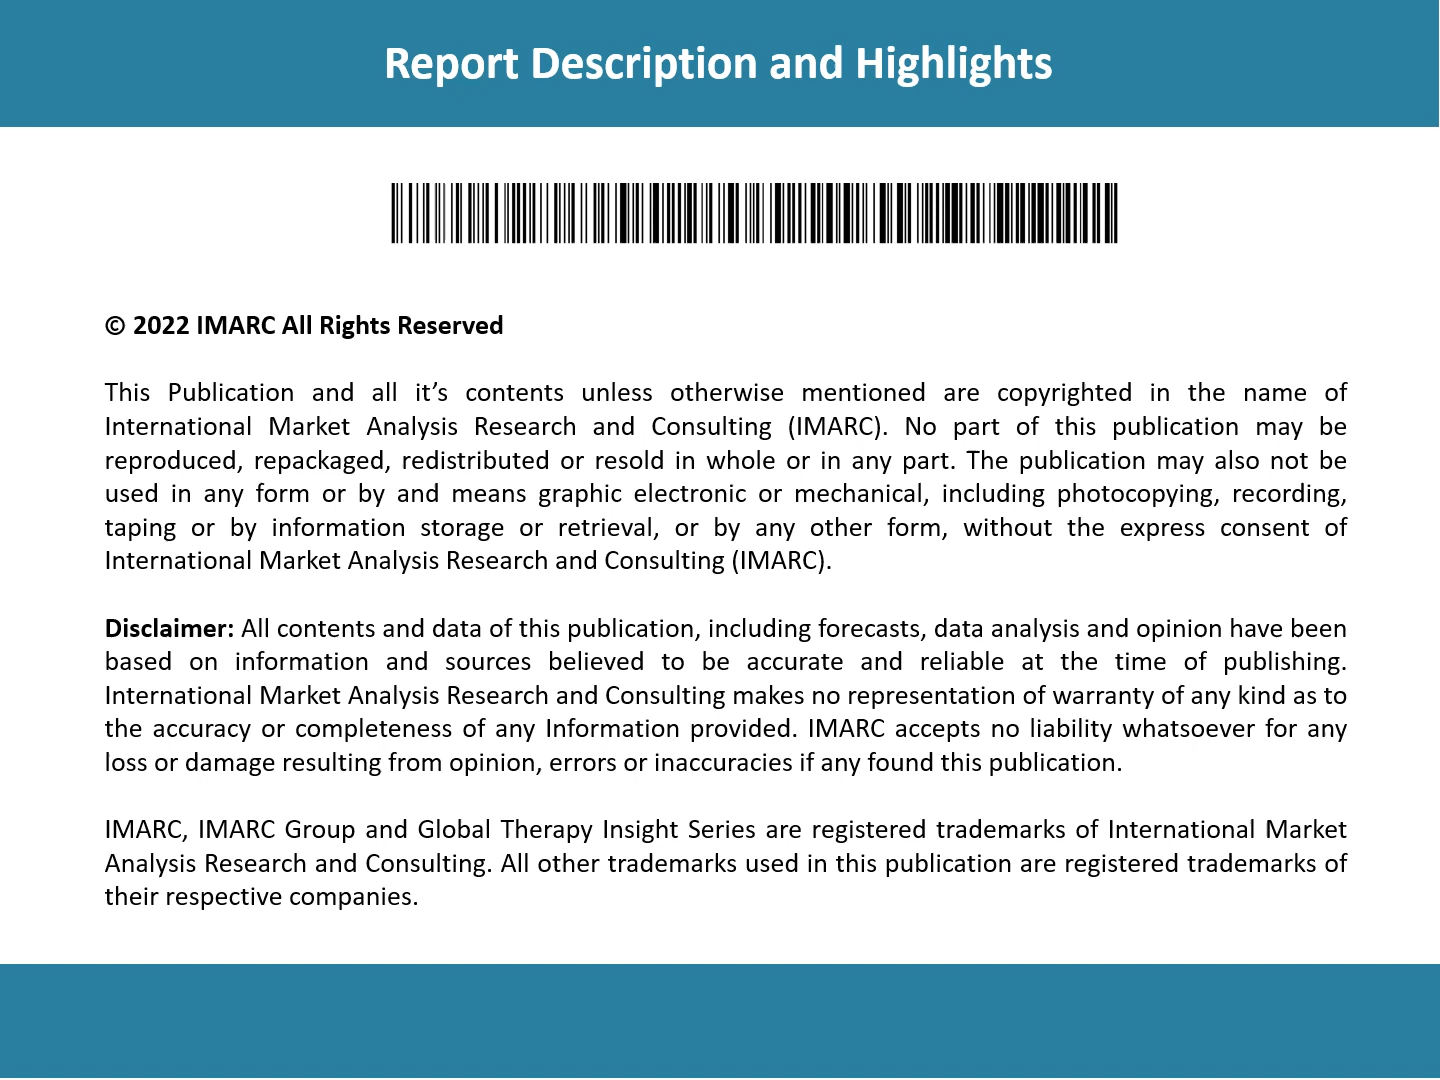 Report Description and Highlights
© 2022 IMARC All Rights Reserved
This Publication and all it’s contents unless otherwise mentioned are copyrighted in the name of
International Market Analysis Research and Consulting (IMARC). No part of this publication may be
reproduced, repackaged, redistributed or resold in whole or in any part. The publication may also not be
used in any form or by and means graphic electronic or mechanical, including photocopying, recording,
taping or by information storage or retrieval, or by any other form, without the express consent of
International Market Analysis Research and Consulting (IMARC).
Disclaimer: All contents and data of this publication, including forecasts, data analysis and opinion have been
based on information and sources believed to be accurate and reliable at the time of publishing.
International Market Analysis Research and Consulting makes no representation of warranty of any kind as to
the accuracy or completeness of any Information provided. IMARC accepts no liability whatsoever for any
loss or damage resulting from opinion, errors or inaccuracies if any found this publication.
IMARC, IMARC Group and Global Therapy Insight Series are registered trademarks of International Market
Analysis Research and Consulting. All other trademarks used in this publication are registered trademarks of
their respective companies.